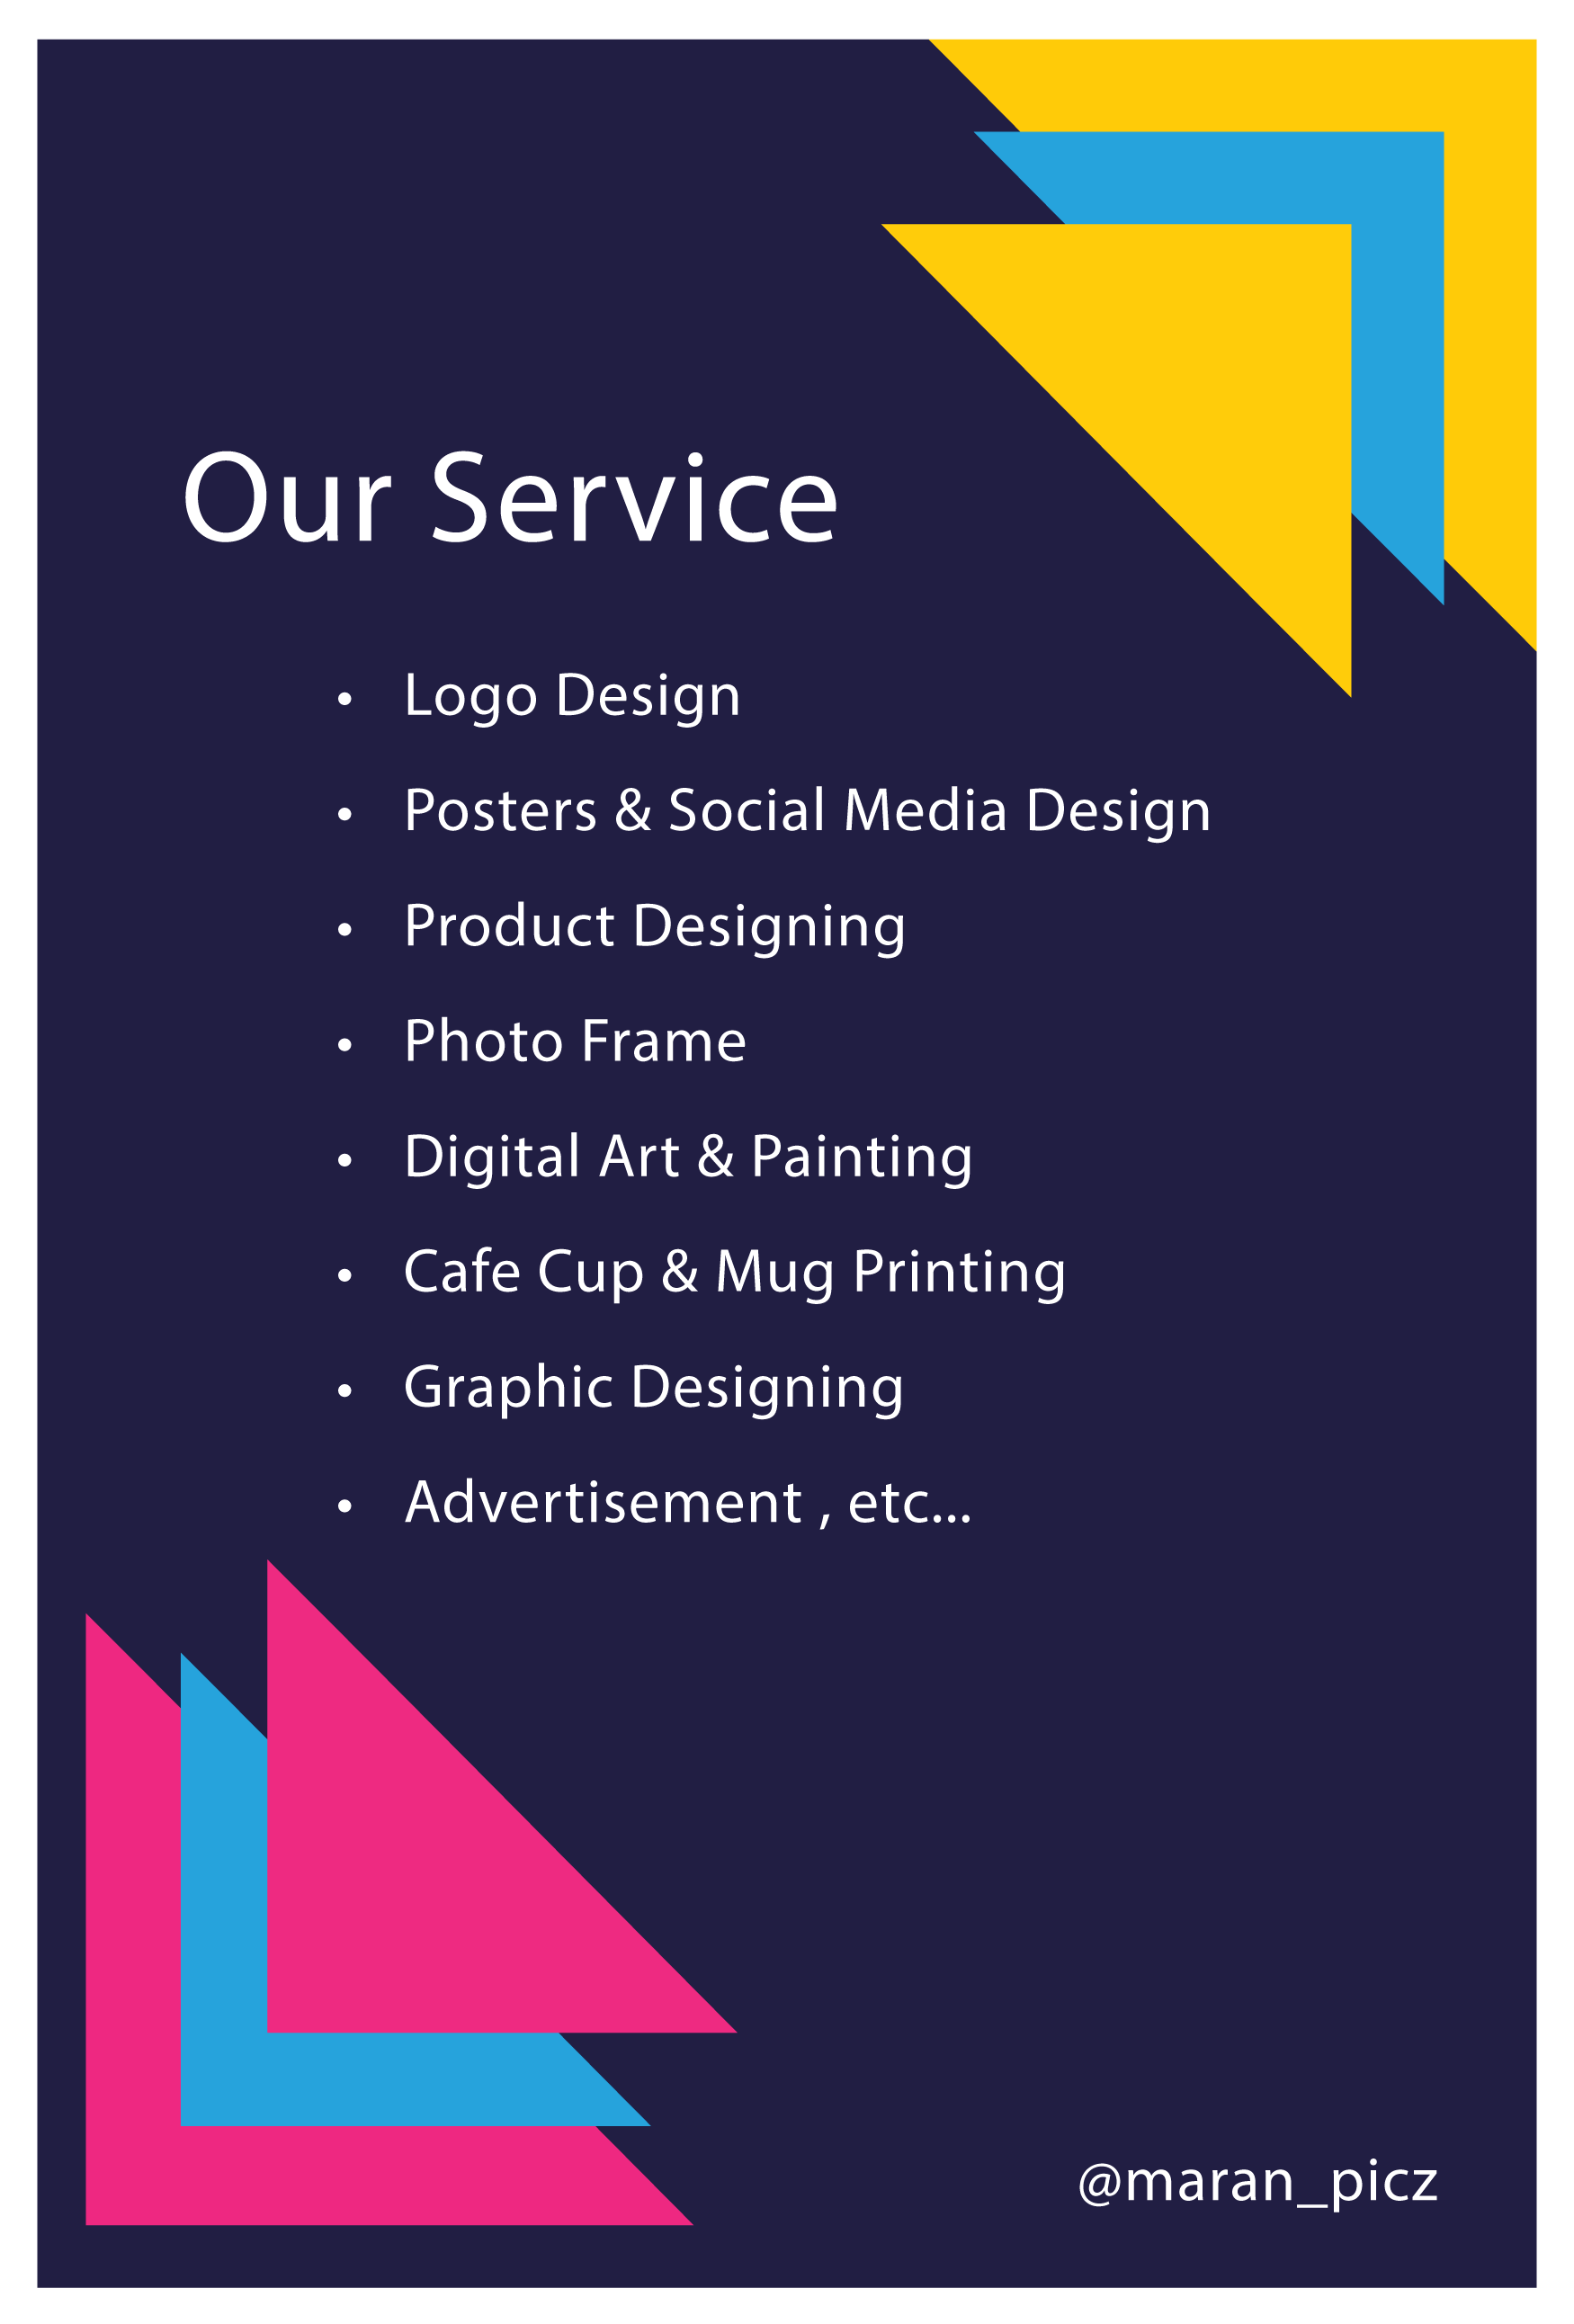 Our Service
• Logo Design
• Posters & Social Media Design
• Product Designing
• Photo Frame
• Digital Art & Painting
• Cafe Cup & Mug Printing
• Graphic Designing
• Advertisement , etc...
@maran_picz